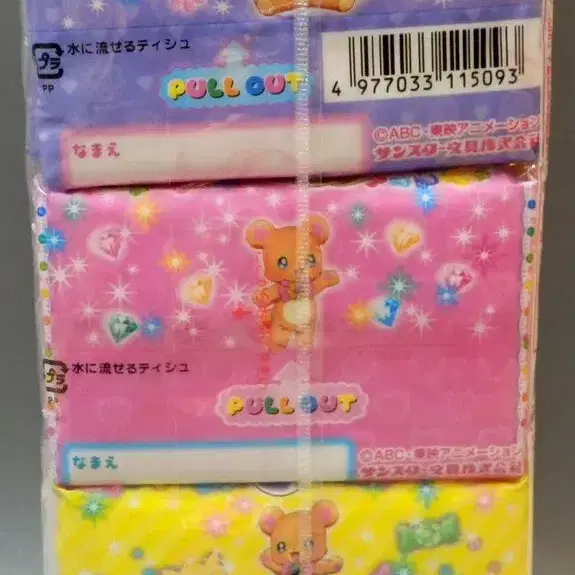 水に流せるティシュ
プラ
PP
PULL OUT
4 977033 115093
なまえ
©ABC・東映アニメーション
サンスター文具株式会
水に流せるティシュ
プラ
PP
PULL OUT
なまえ
©ABC・東映アニメーション
サンスター文具株式会社